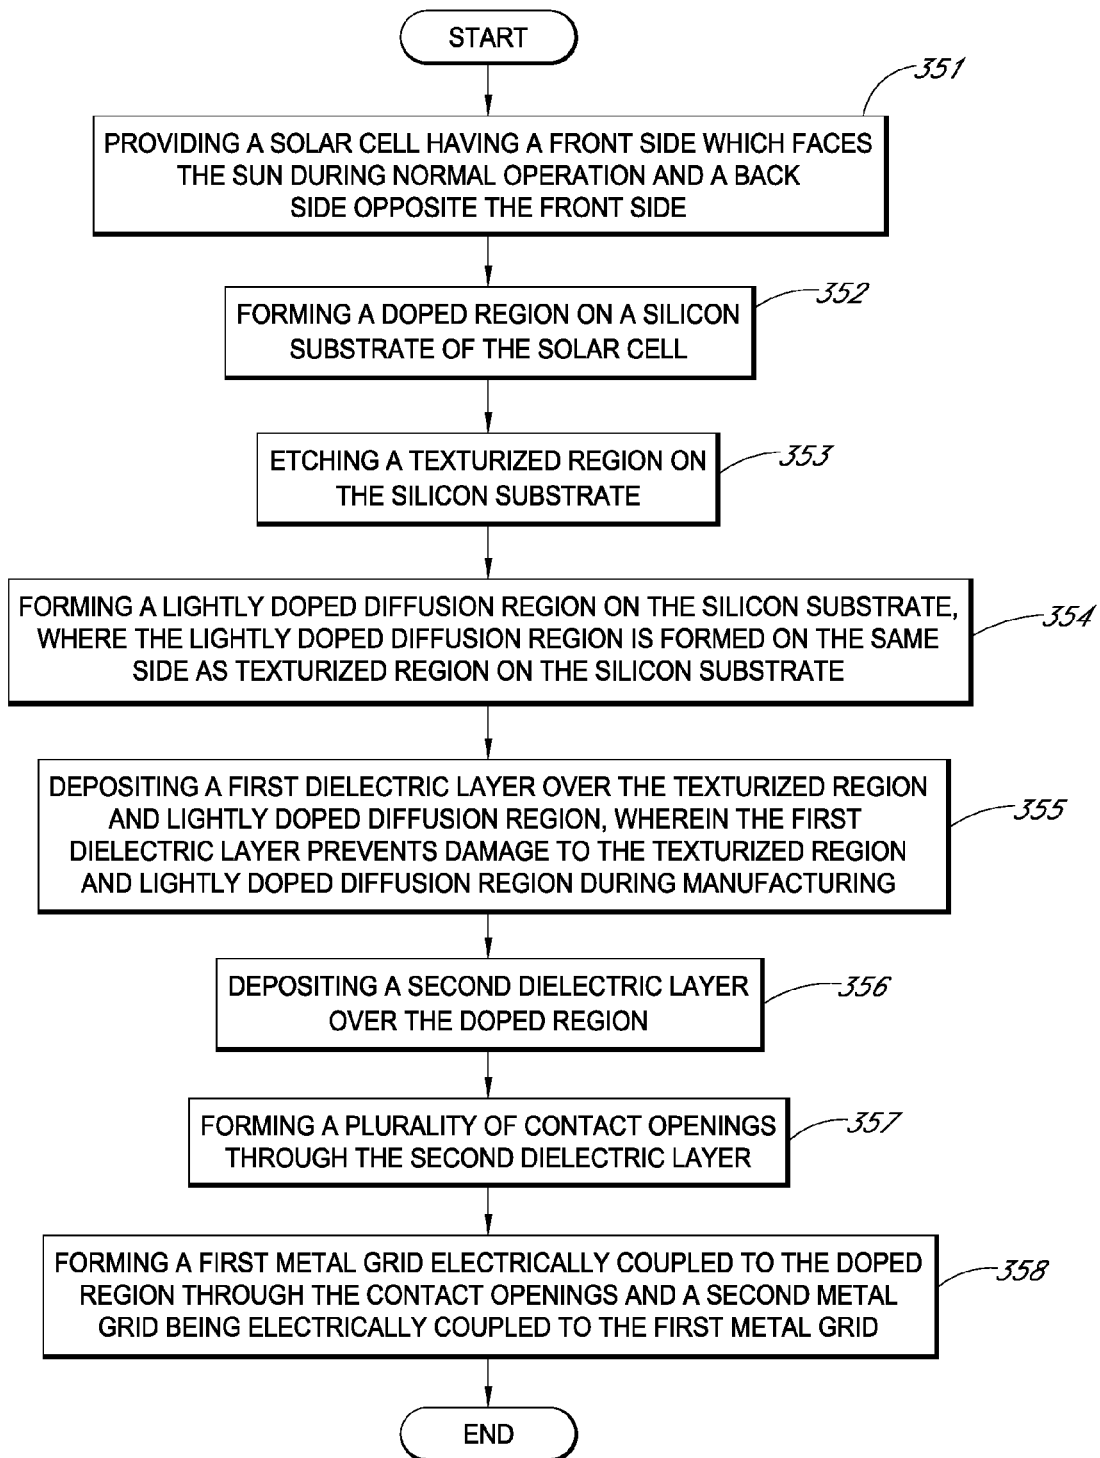 START
351
PROVIDING A SOLAR CELL HAVING A FRONT SIDE WHICH FACES
THE SUN DURING NORMAL OPERATION AND A BACK
SIDE OPPOSITE THE FRONT SIDE
352
FORMING A DOPED REGION ON A SILICON
SUBSTRATE OF THE SOLAR CELL
353
ETCHING A TEXTURIZED REGION ON
THE SILICON SUBSTRATE
354
FORMING A LIGHTLY DOPED DIFFUSION REGION ON THE SILICON SUBSTRATE,
WHERE THE LIGHTLY DOPED DIFFUSION REGION IS FORMED ON THE SAME
SIDE AS TEXTURIZED REGION ON THE SILICON SUBSTRATE
355
DEPOSITING A FIRST DIELECTRIC LAYER OVER THE TEXTURIZED REGION
AND LIGHTLY DOPED DIFFUSION REGION, WHEREIN THE FIRST
DIELECTRIC LAYER PREVENTS DAMAGE TO THE TEXTURIZED REGION
AND LIGHTLY DOPED DIFFUSION REGION DURING MANUFACTURING
356
DEPOSITING A SECOND DIELECTRIC LAYER
OVER THE DOPED REGION
357
FORMING A PLURALITY OF CONTACT OPENINGS
THROUGH THE SECOND DIELECTRIC LAYER
358
FORMING A FIRST METAL GRID ELECTRICALLY COUPLED TO THE DOPED
REGION THROUGH THE CONTACT OPENINGS AND A SECOND METAL
GRID BEING ELECTRICALLY COUPLED TO THE FIRST METAL GRID
END